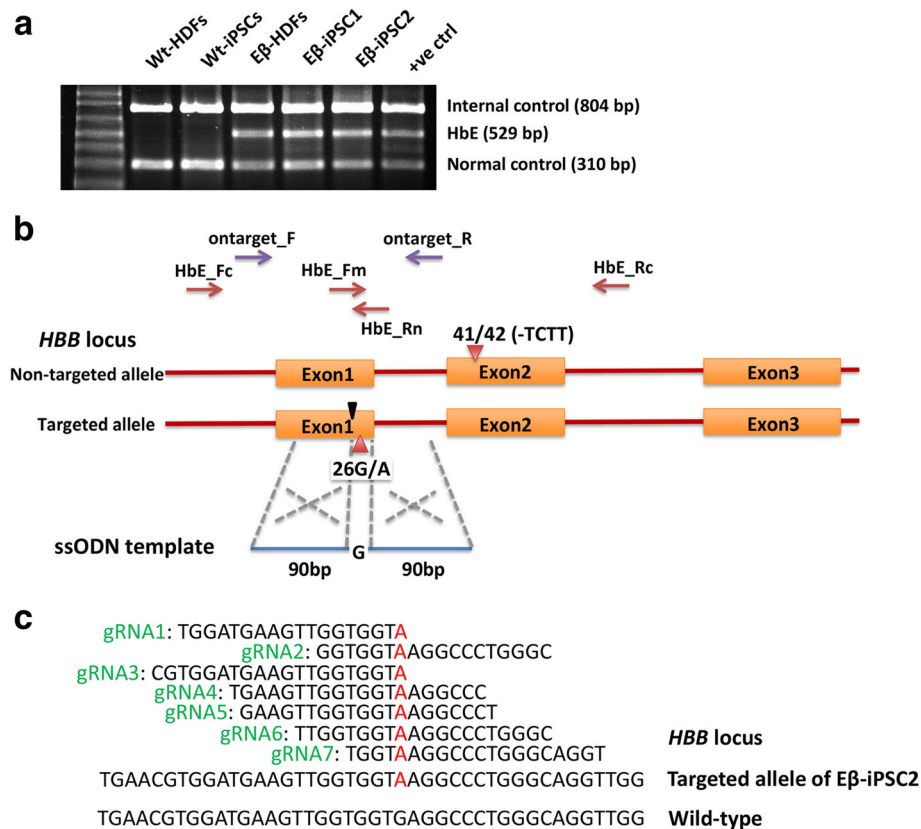 a
Wt-HDFs
Wt-iPSCs
Eβ-HDFs
Eβ-iPSC1
Eβ-iPSC2
+ve ctrl
Internal control (804 bp)
HbE (529 bp)
Normal control (310 bp)
b
ontarget_F
ontarget_R
HbE_Fc
HbE_Fm
HbE_Rc
HbE_Rn
HBB locus
41/42 (-TCTT)
Non-targeted allele
Exon1
Exon2
Exon3
Targeted allele
Exon1
Exon2
Exon3
26G/A
ssODN template
G
90bp
90bp
c
gRNA1: TGGATGAAGTTGGTGGTA
gRNA2: GGTGGTAAGGCCCTGGGC
gRNA3: CGTGGATGAAGTTGGTGGTA
gRNA4: TGAAGTTGGTGGTAAGGCCC
gRNA5: GAAGTTGGTGGTAAGGCCCT
gRNA6: TTGGTGGTAAGGCCCTGGGC
gRNA7: TGGTAAGGCCCTGGGCAGGT
HBB locus
TGAACGTGGATGAAGTTGGTGGTAAGGCCCTGGGCAGGTTGG Targeted allele of Eβ-iPSC2
TGAACGTGGATGAAGTTGGTGGTGAGGCCCTGGGCAGGTTGG Wild-type